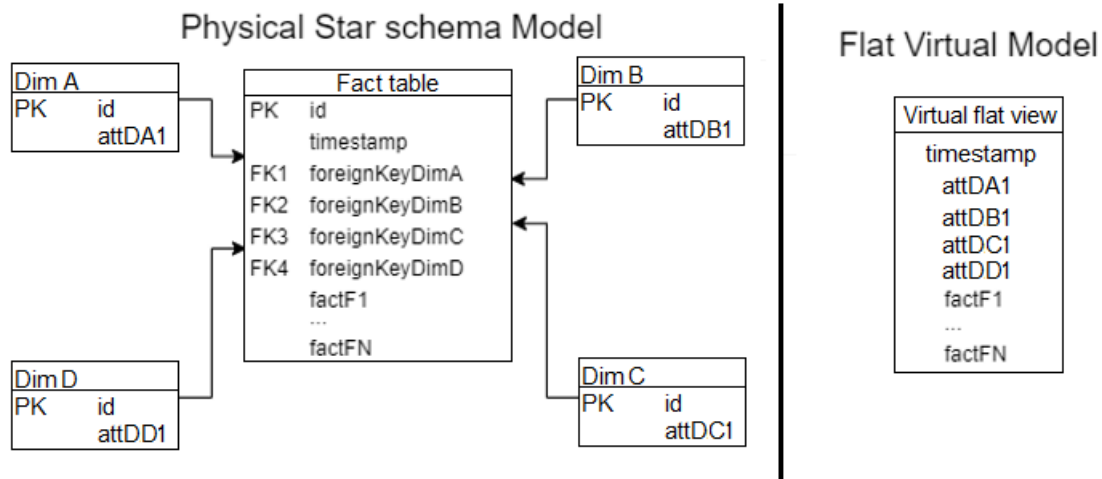 Physical Star schema Model
Dim A
PK id
attDA1
Fact table
PK id
timestamp
FK1 foreignKeyDimA
FK2 foreignKeyDimB
FK3 foreignKeyDimC
FK4 foreignKeyDimD
factF1
...
factFN
Dim B
PK id
attDB1
Dim D
PK id
attDD1
Dim C
PK id
attDC1
Flat Virtual Model
Virtual flat view
timestamp
attDA1
attDB1
attDC1
attDD1
factF1
...
factFN